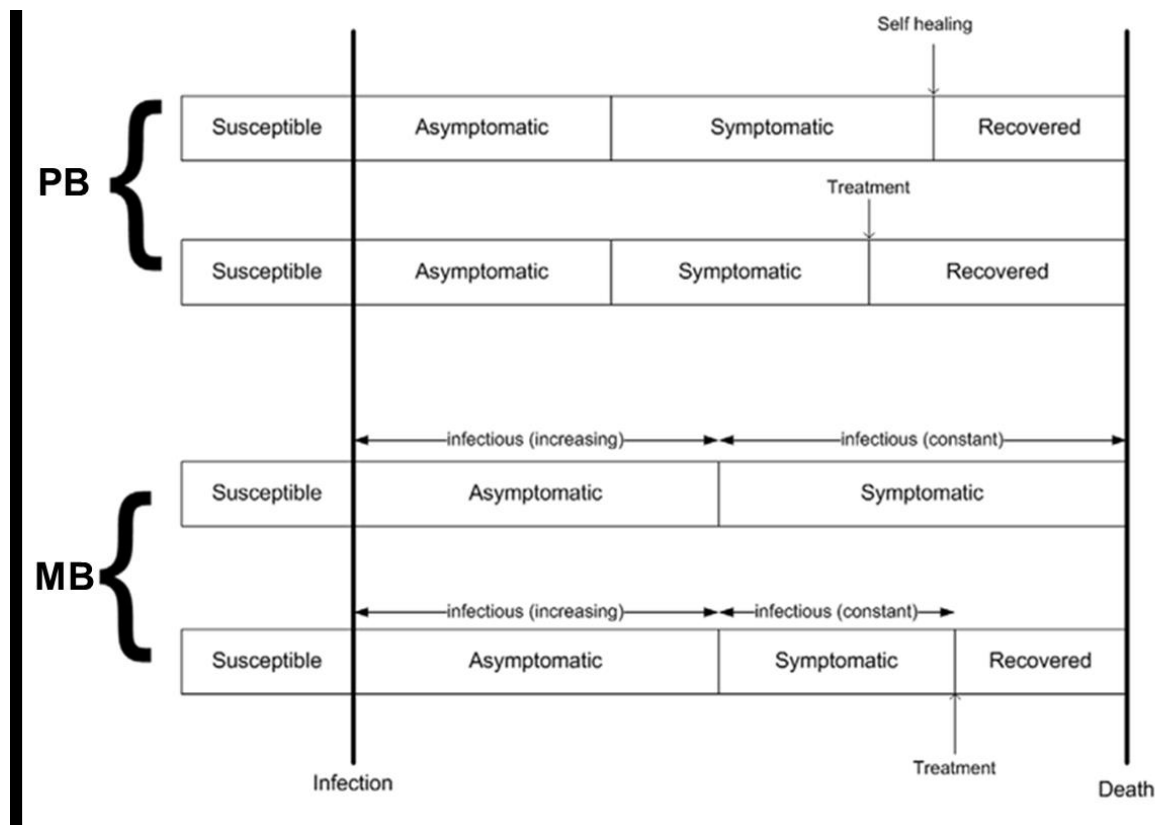 Self healing
Susceptible Asymptomatic Symptomatic Recovered
PB
Treatment
Susceptible Asymptomatic Symptomatic Recovered
infectious (increasing) infectious (constant)
Susceptible Asymptomatic Symptomatic
MB
infectious (increasing) infectious (constant)
Susceptible Asymptomatic Symptomatic Recovered
Treatment
Infection
Death